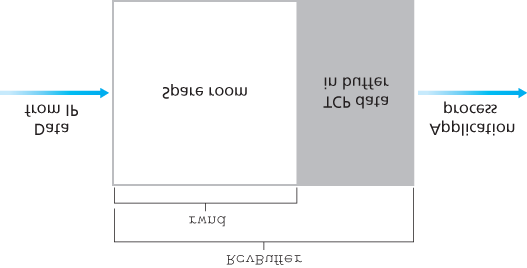 RcvBuffer
rwnd
Data
from IP
Spare room
TCP data
in buffer
Application
process